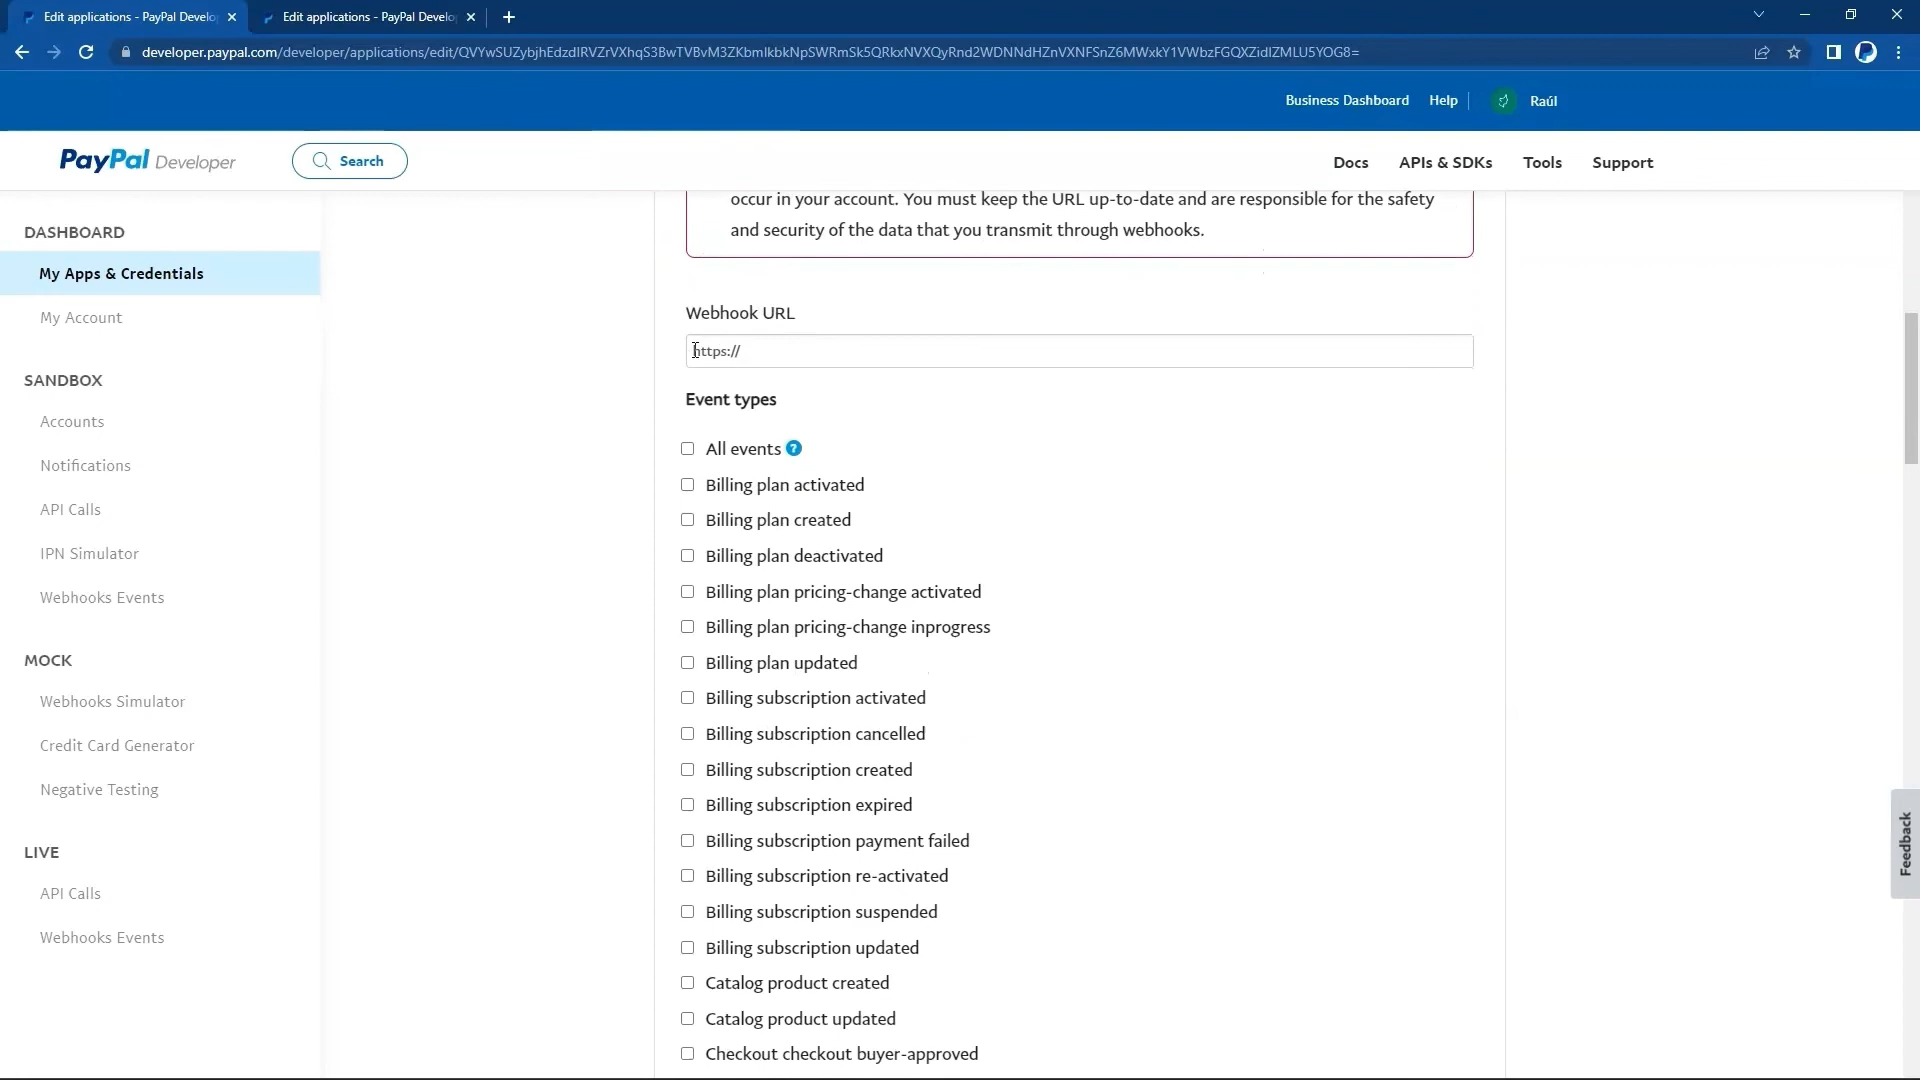 Edit applications - PayPal Develo
Edit applications - PayPal Develo
Business Dashboard
Help
Raúl
PayPal Developer
Search
Docs
APIs & SDKs
Tools
Support
DASHBOARD
My Apps & Credentials
My Account
SANDBOX
Accounts
Notifications
API Calls
IPN Simulator
Webhooks Events
MOCK
Webhooks Simulator
Credit Card Generator
Negative Testing
LIVE
API Calls
Webhooks Events
occur in your account. You must keep the URL up-to-date and are responsible for the safety
and security of the data that you transmit through webhooks.
Webhook URL
https://
Event types
All events ?
Billing plan activated
Billing plan created
Billing plan deactivated
Billing plan pricing-change activated
Billing plan pricing-change inprogress
Billing plan updated
Billing subscription activated
Billing subscription cancelled
Billing subscription created
Billing subscription expired
Billing subscription payment failed
Billing subscription re-activated
Billing subscription suspended
Billing subscription updated
Catalog product created
Catalog product updated
Checkout checkout buyer-approved
Feedback